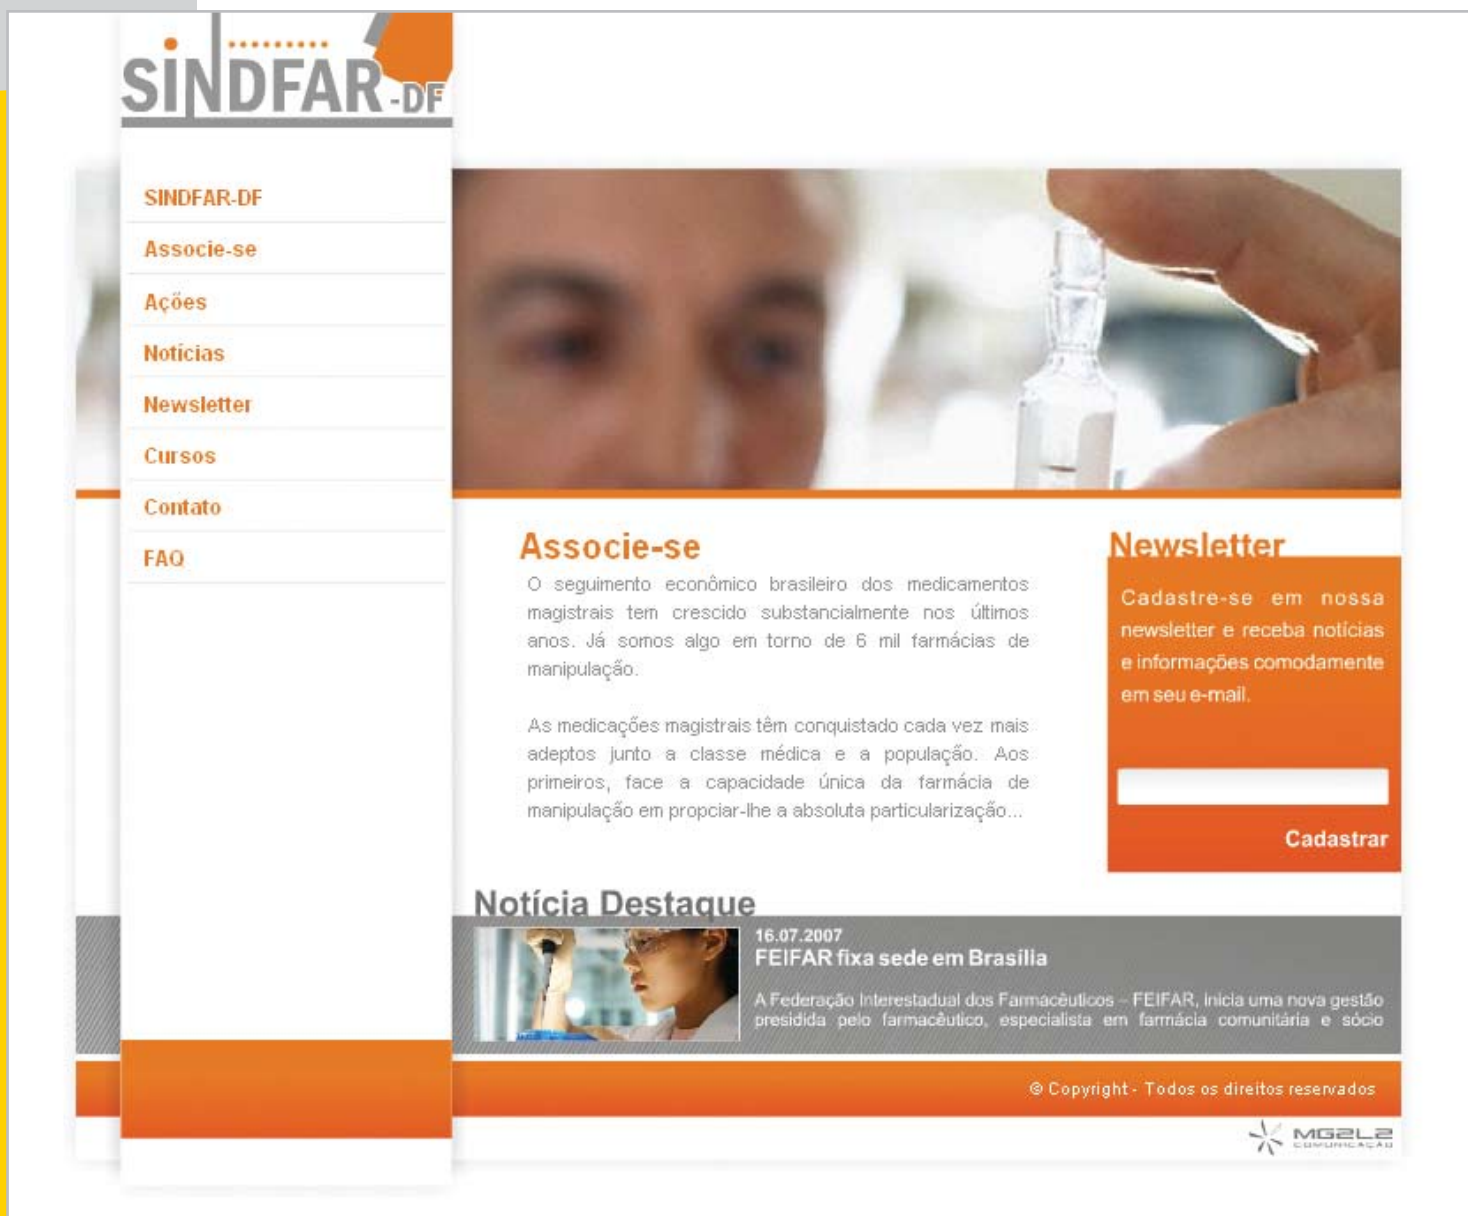 SINDFAR-DF
SINDFAR-DF
Associe-se
Ações
Notícias
Newsletter
Cursos
Contato
FAQ
Associe-se
O seguimento econômico brasileiro dos medicamentos
magistrais tem crescido substancialmente nos últimos
anos. Já somos algo em torno de 6 mil farmácias de
manipulação.
As medicações magistrais têm conquistado cada vez mais
adeptos junto a classe médica e a população. Aos
primeiros, face a capacidade única da farmácia de
manipulação em propciar-lhe a absoluta particularização...
Newsletter
Cadastre-se em nossa
newsletter e receba notícias
e informações comodamente
em seu e-mail.
Cadastrar
Notícia Destaque
16.07.2007
FEIFAR fixa sede em Brasília
A Federação Interestadual dos Farmacêuticos – FEIFAR, inicia uma nova gestão
presidida pelo farmacêutico, especialista em farmácia comunitária e sócio
© Copyright - Todos os direitos reservados
MG2L2
COMUNICAÇÃO